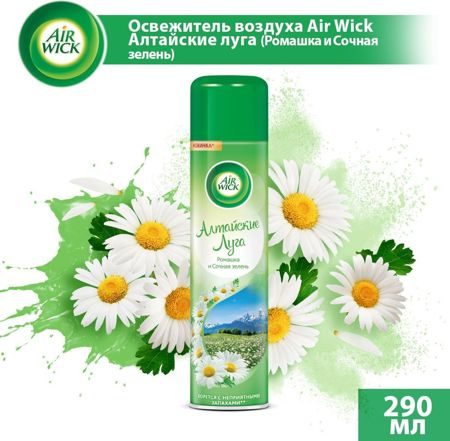 AIR
WICK
Освежитель воздуха Air Wick
Алтайские луга (Ромашка и Сочная
зелень)
НОВИНКА*
AIR
WICK
Алтайские
Луга
Ромашка
и Сочная зелень
БОРЕТСЯ С НЕПРИЯТНЫМИ
ЗАПАХАМИ**
290
МЛ